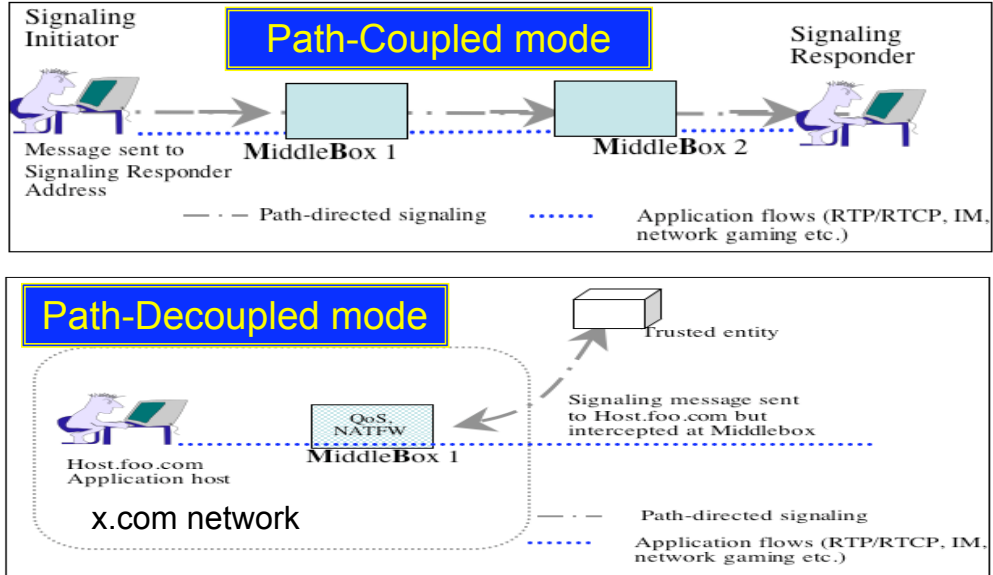 Signaling
Initiator
Path-Coupled mode
Signaling
Responder
Message sent to
Signaling Responder
Address
MiddleBox 1
MiddleBox 2
Path-directed signaling
Application flows (RTP/RTCP, IM,
network gaming etc.)
Path-Decoupled mode
Trusted entity
QoS,
NATFW
Signaling message sent
to Host.foo.com but
intercepted at Middlebox
MiddleBox 1
Host.foo.com
Application host
x.com network
Path-directed signaling
Application flows (RTP/RTCP, IM,
network gaming etc.)